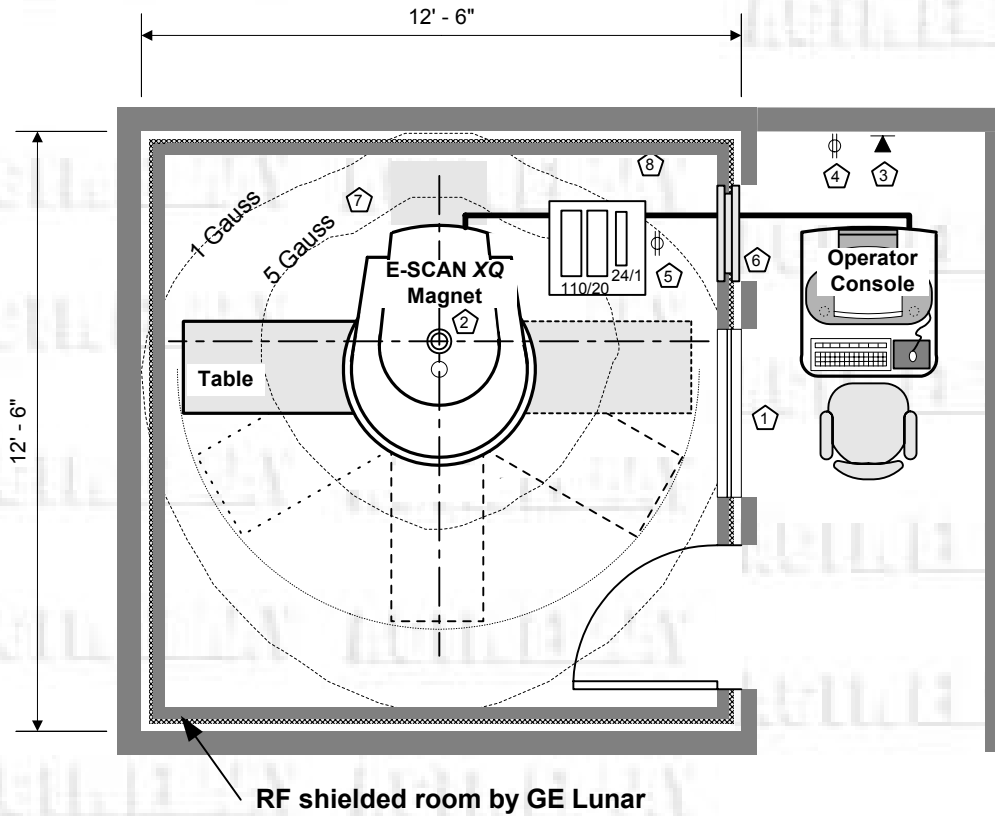 12' - 6"
12' - 6"
4
3
8
7
1 Gauss
5 Gauss
E-SCAN XQ
Magnet
2
110/20
24/1
5
6
Operator
Console
Table
1
RF shielded room by GE Lunar